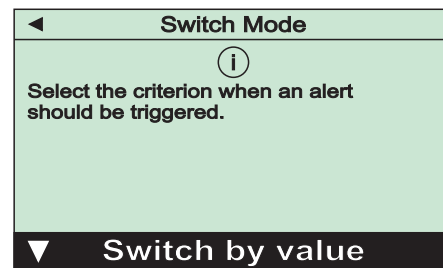 Switch Mode
i
Select the criterion when an alert
should be triggered.
Switch by value